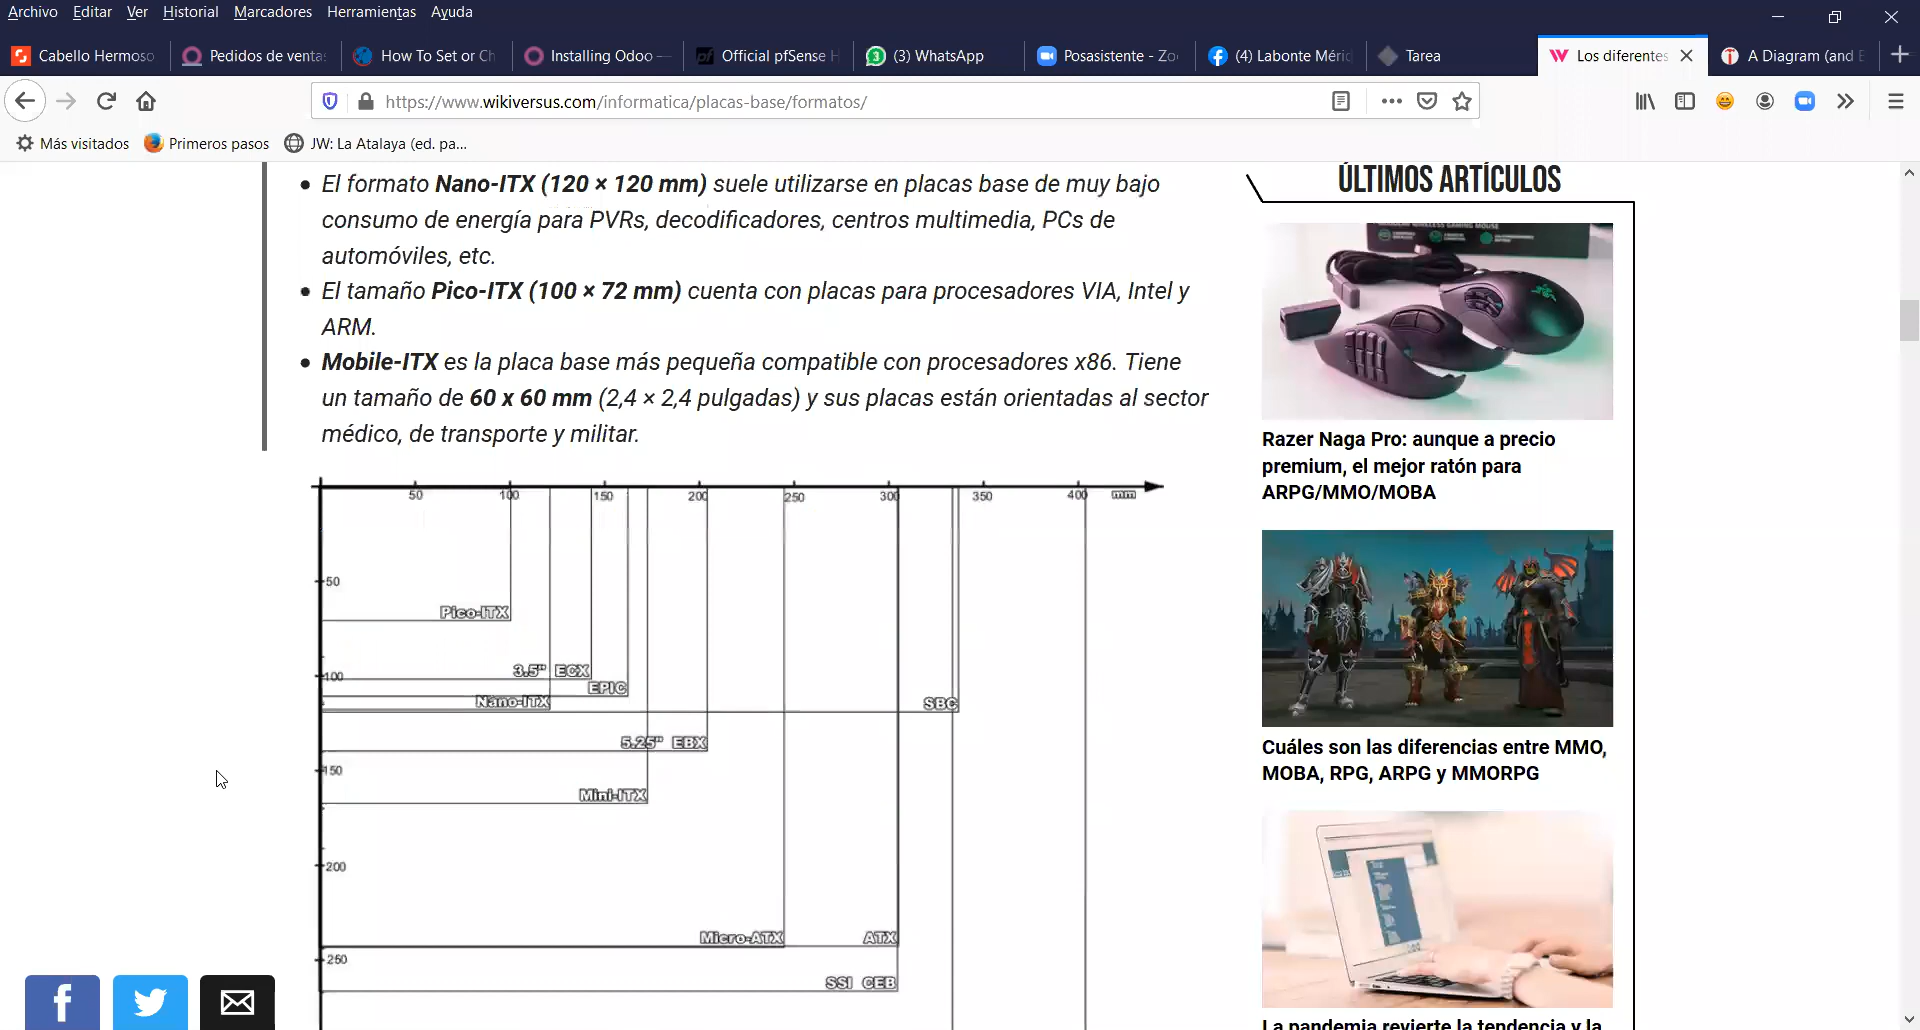 Archivo Editar Ver Historial Marcadores Herramientas Ayuda
Cabello Hermoso
Pedidos de venta
How To Set or Ch
Installing Odoo —
Official pfSense H
(3) WhatsApp
Posasistente - Zo
(4) Labonte Méric
Tarea
Los diferentes
A Diagram (and E
https://www.wikiversus.com/informatica/placas-base/formatos/
Más visitados
Primeros pasos
JW: La Atalaya (ed. pa...
El formato Nano-ITX (120 × 120 mm) suele utilizarse en placas base de muy bajo
consumo de energía para PVRs, decodificadores, centros multimedia, PCs de
automóviles, etc.
El tamaño Pico-ITX (100 × 72 mm) cuenta con placas para procesadores VIA, Intel y
ARM.
Mobile-ITX es la placa base más pequeña compatible con procesadores x86. Tiene
un tamaño de 60 x 60 mm (2,4 × 2,4 pulgadas) y sus placas están orientadas al sector
médico, de transporte y militar.
50 100 150 200 250 300 350 400 mm
50
Pico-ITX
3.5" ECX
100
EPIC
Nano-ITX
SBC
5.25" EBX
150
Mini-ITX
200
Micro-ATX
ATX
250
SSI CEB
ÚLTIMOS ARTÍCULOS
Razer Naga Pro: aunque a precio
premium, el mejor ratón para
ARPG/MMO/MOBA
Cuáles son las diferencias entre MMO,
MOBA, RPG, ARPG y MMORPG
La pandemia revierte la tendencia y la